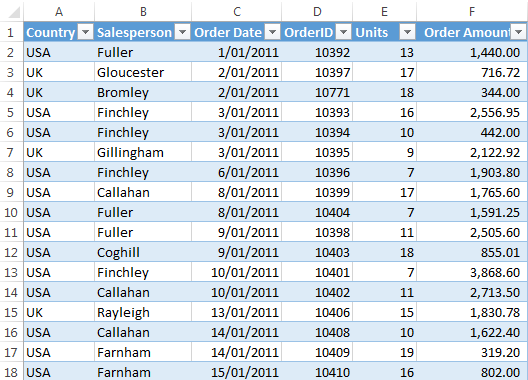 A B C D E F
1 Country Salesperson Order Date OrderID Units Order Amount
2 USA Fuller 1/01/2011 10392 13 1,440.00
3 UK Gloucester 2/01/2011 10397 17 716.72
4 UK Bromley 2/01/2011 10771 18 344.00
5 USA Finchley 3/01/2011 10393 16 2,556.95
6 USA Finchley 3/01/2011 10394 10 442.00
7 UK Gillingham 3/01/2011 10395 9 2,122.92
8 USA Finchley 6/01/2011 10396 7 1,903.80
9 USA Callahan 8/01/2011 10399 17 1,765.60
10 USA Fuller 8/01/2011 10404 7 1,591.25
11 USA Fuller 9/01/2011 10398 11 2,505.60
12 USA Coghill 9/01/2011 10403 18 855.01
13 USA Finchley 10/01/2011 10401 7 3,868.60
14 USA Callahan 10/01/2011 10402 11 2,713.50
15 UK Rayleigh 13/01/2011 10406 15 1,830.78
16 USA Callahan 14/01/2011 10408 10 1,622.40
17 USA Farnham 14/01/2011 10409 19 319.20
18 USA Farnham 15/01/2011 10410 16 802.00